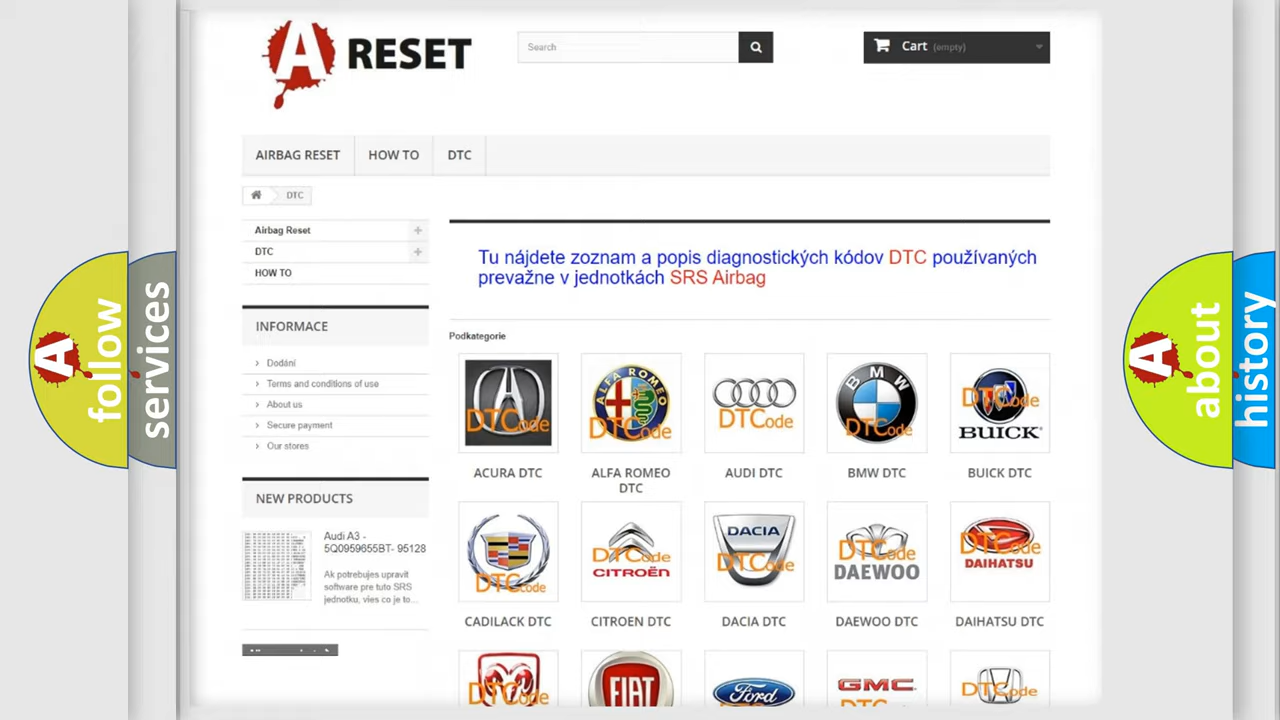 A RESET
Search
Cart (empty)
AIRBAG RESET
HOW TO
DTC
DTC
Airbag Reset
DTC
HOW TO
INFORMACE
Dodání
Terms and conditions of use
About us
Secure payment
Our stores
NEW PRODUCTS
Audi A3 -
5Q0959655BT- 95128
Ak potrebujes upravit
software pre tuto SRS
jednotku, vies co je to...
Tu nájdete zoznam a popis diagnostických kódov DTC používaných
prevažne v jednotkách SRS Airbag
Podkategorie
DTCode
ALFA ROMEO
DTCode
DTCode
BMW
DTCode
DTCode
BUICK
ACURA DTC
ALFA ROMEO
DTC
AUDI DTC
BMW DTC
BUICK DTC
DTCode
DTCode
CITROËN
DACIA
DTCode
DTCode
DAEWOO
DTCode
DAIHATSU
CADILACK DTC
CITROEN DTC
DACIA DTC
DAEWOO DTC
DAIHATSU DTC
DTCode
FIAT
Ford
GMC
DTCode
A follow
services
A about
history